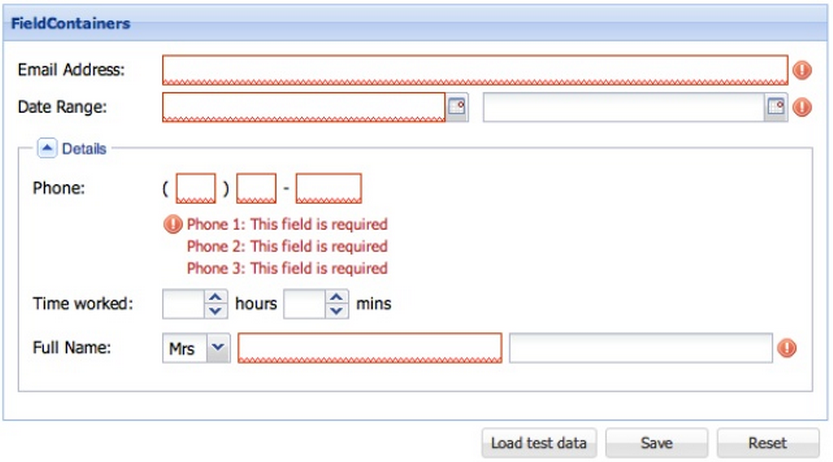 FieldContainers
Email Address:
Date Range:
Details
Phone: ( ) -
Phone 1: This field is required
Phone 2: This field is required
Phone 3: This field is required
Time worked: hours mins
Full Name: Mrs
Load test data Save Reset